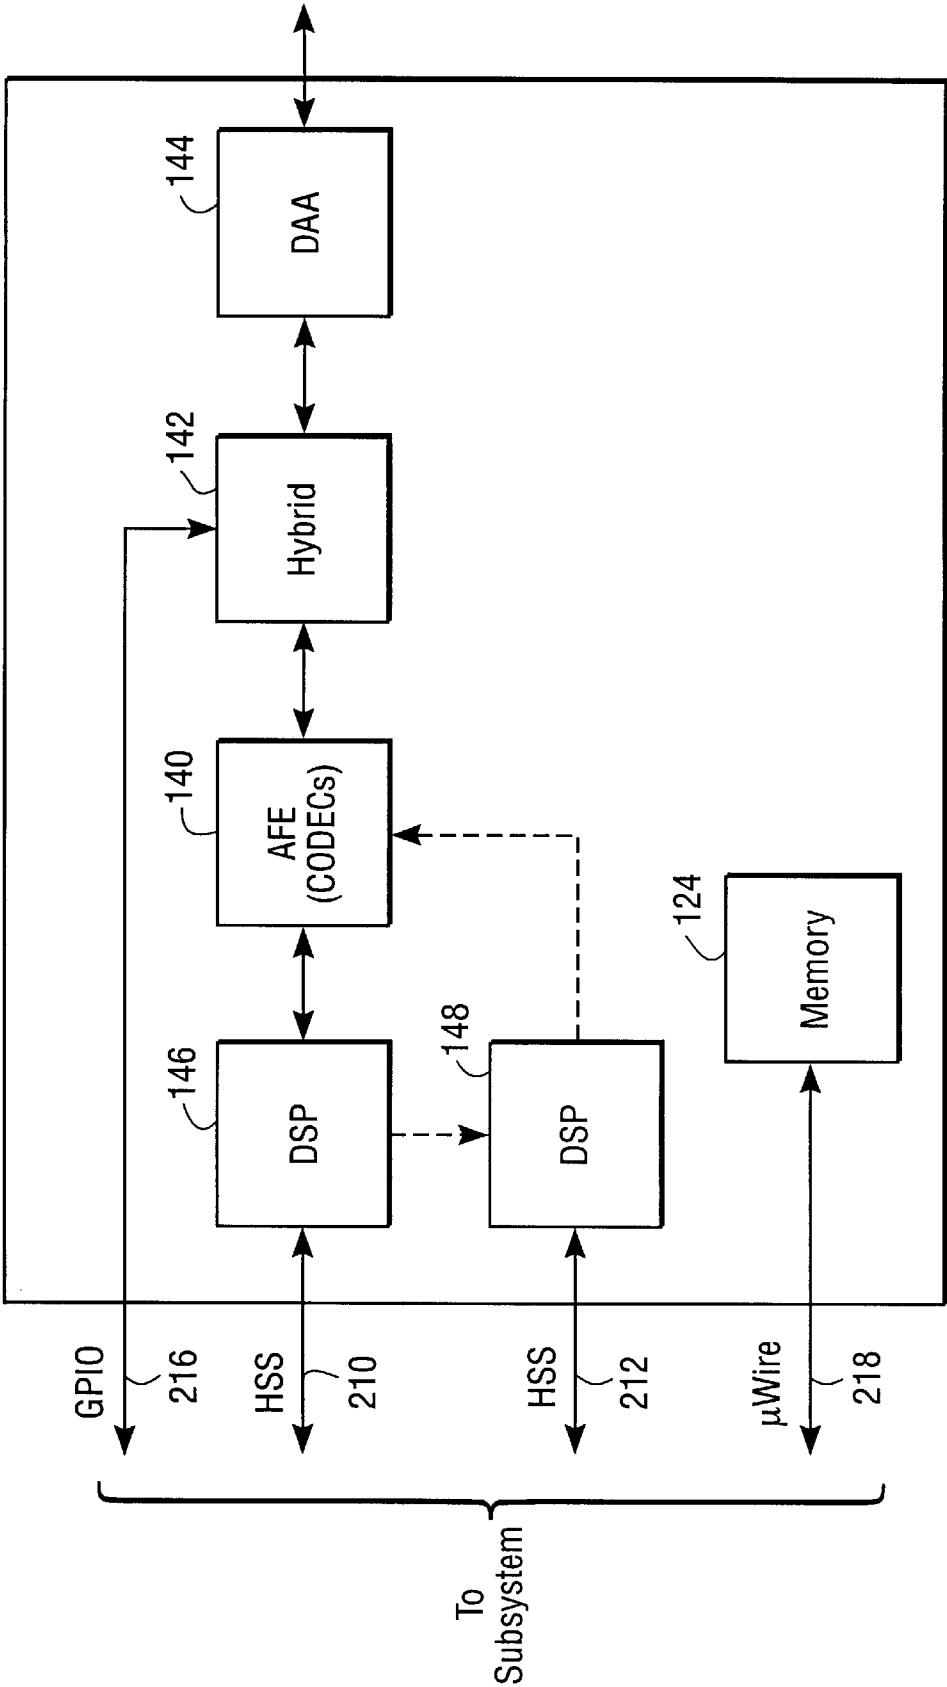 GPIO
216
HSS
210
HSS
212
μWire
218
To
Subsystem
146
DSP
148
DSP
140
AFE
(CODECs)
142
Hybrid
144
DAA
124
Memory